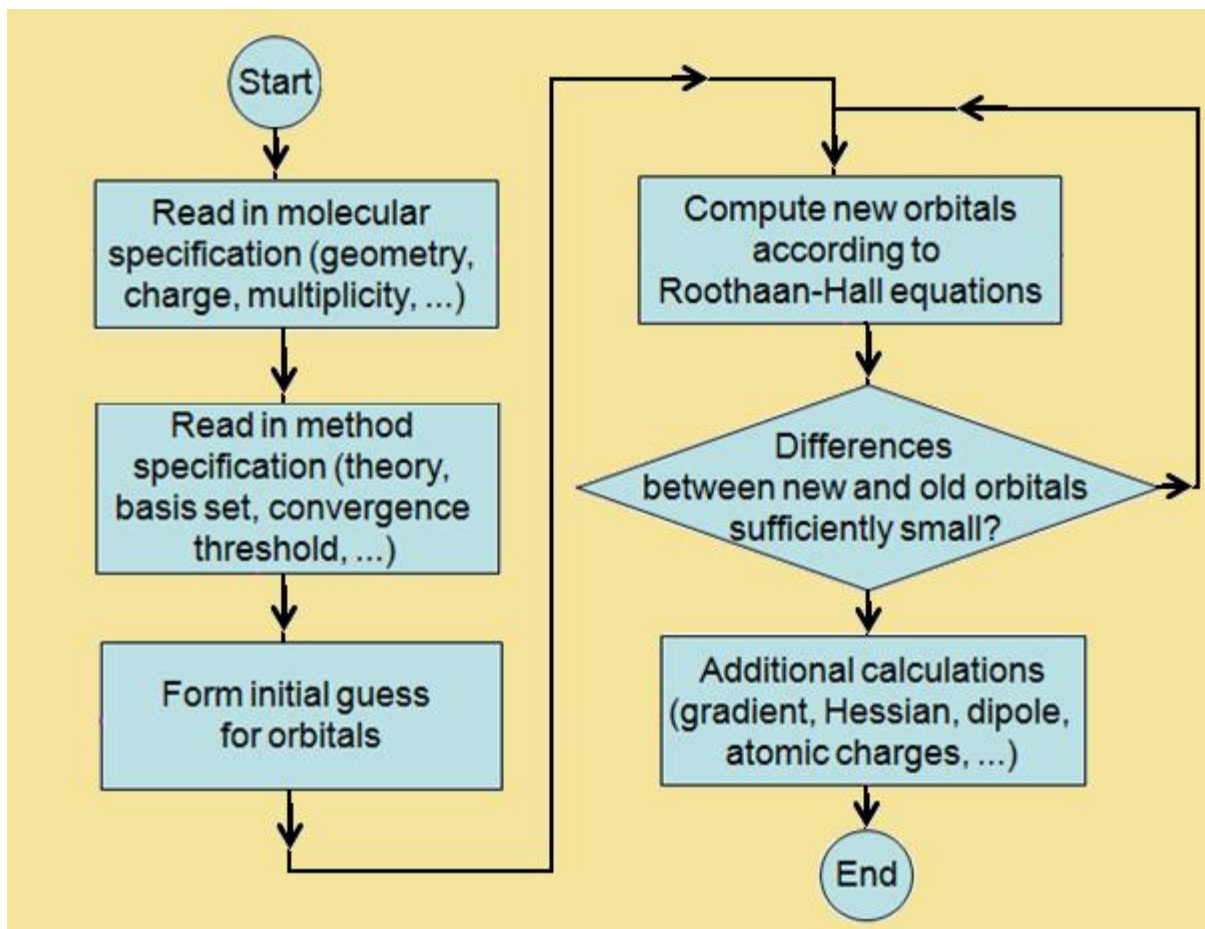 Start
Read in molecular
specification (geometry,
charge, multiplicity, ...)
Read in method
specification (theory,
basis set, convergence
threshold, ...)
Form initial guess
for orbitals
Compute new orbitals
according to
Roothaan-Hall equations
Differences
between new and old orbitals
sufficiently small?
Additional calculations
(gradient, Hessian, dipole,
atomic charges, ...)
End